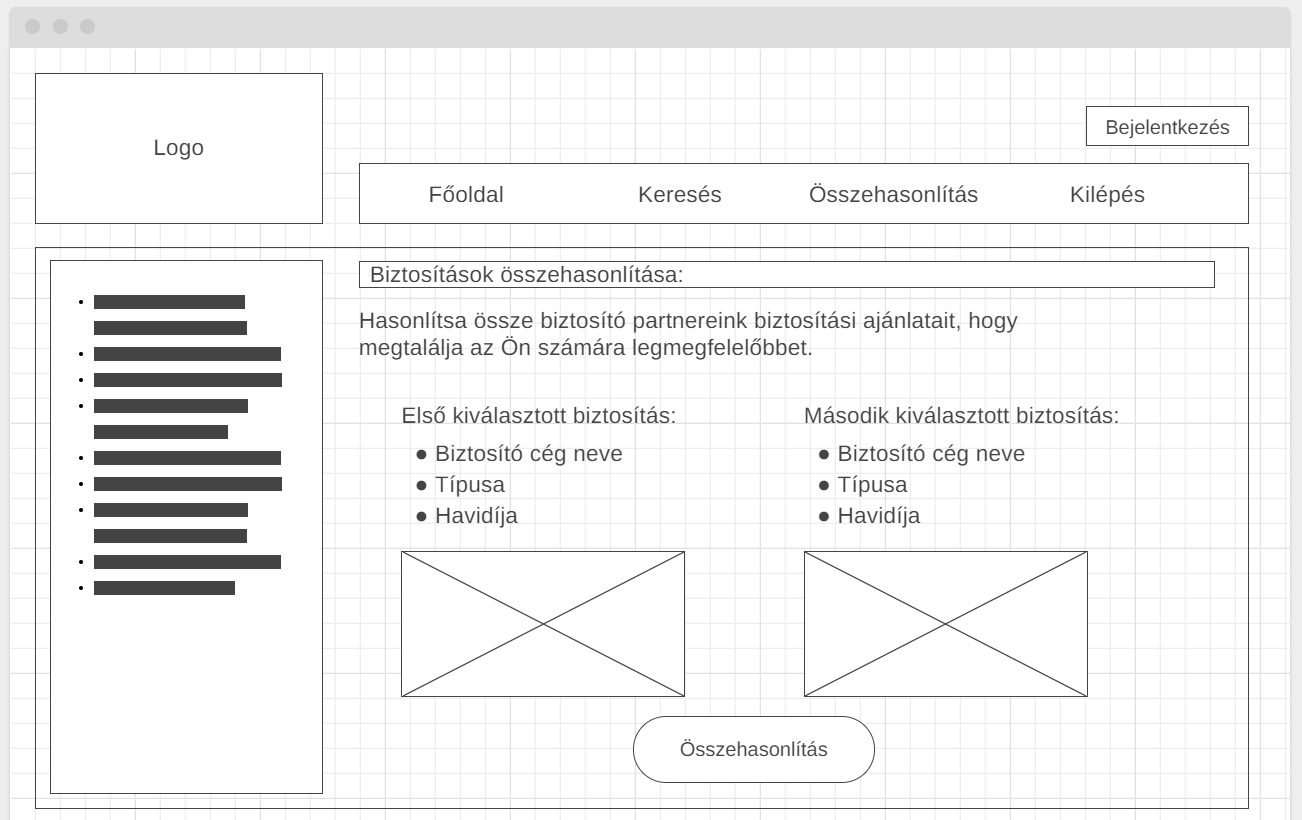 Logo
Bejelentkezés
Főoldal Keresés Összehasonlítás Kilépés
Biztosítások összehasonlítása:
Hasonlítsa össze biztosító partnereink biztosítási ajánlatait, hogy
megtalálja az Ön számára legmegfelelőbbet.
Első kiválasztott biztosítás:
● Biztosító cég neve
● Típusa
● Havidíja
Második kiválasztott biztosítás:
● Biztosító cég neve
● Típusa
● Havidíja
Összehasonlítás